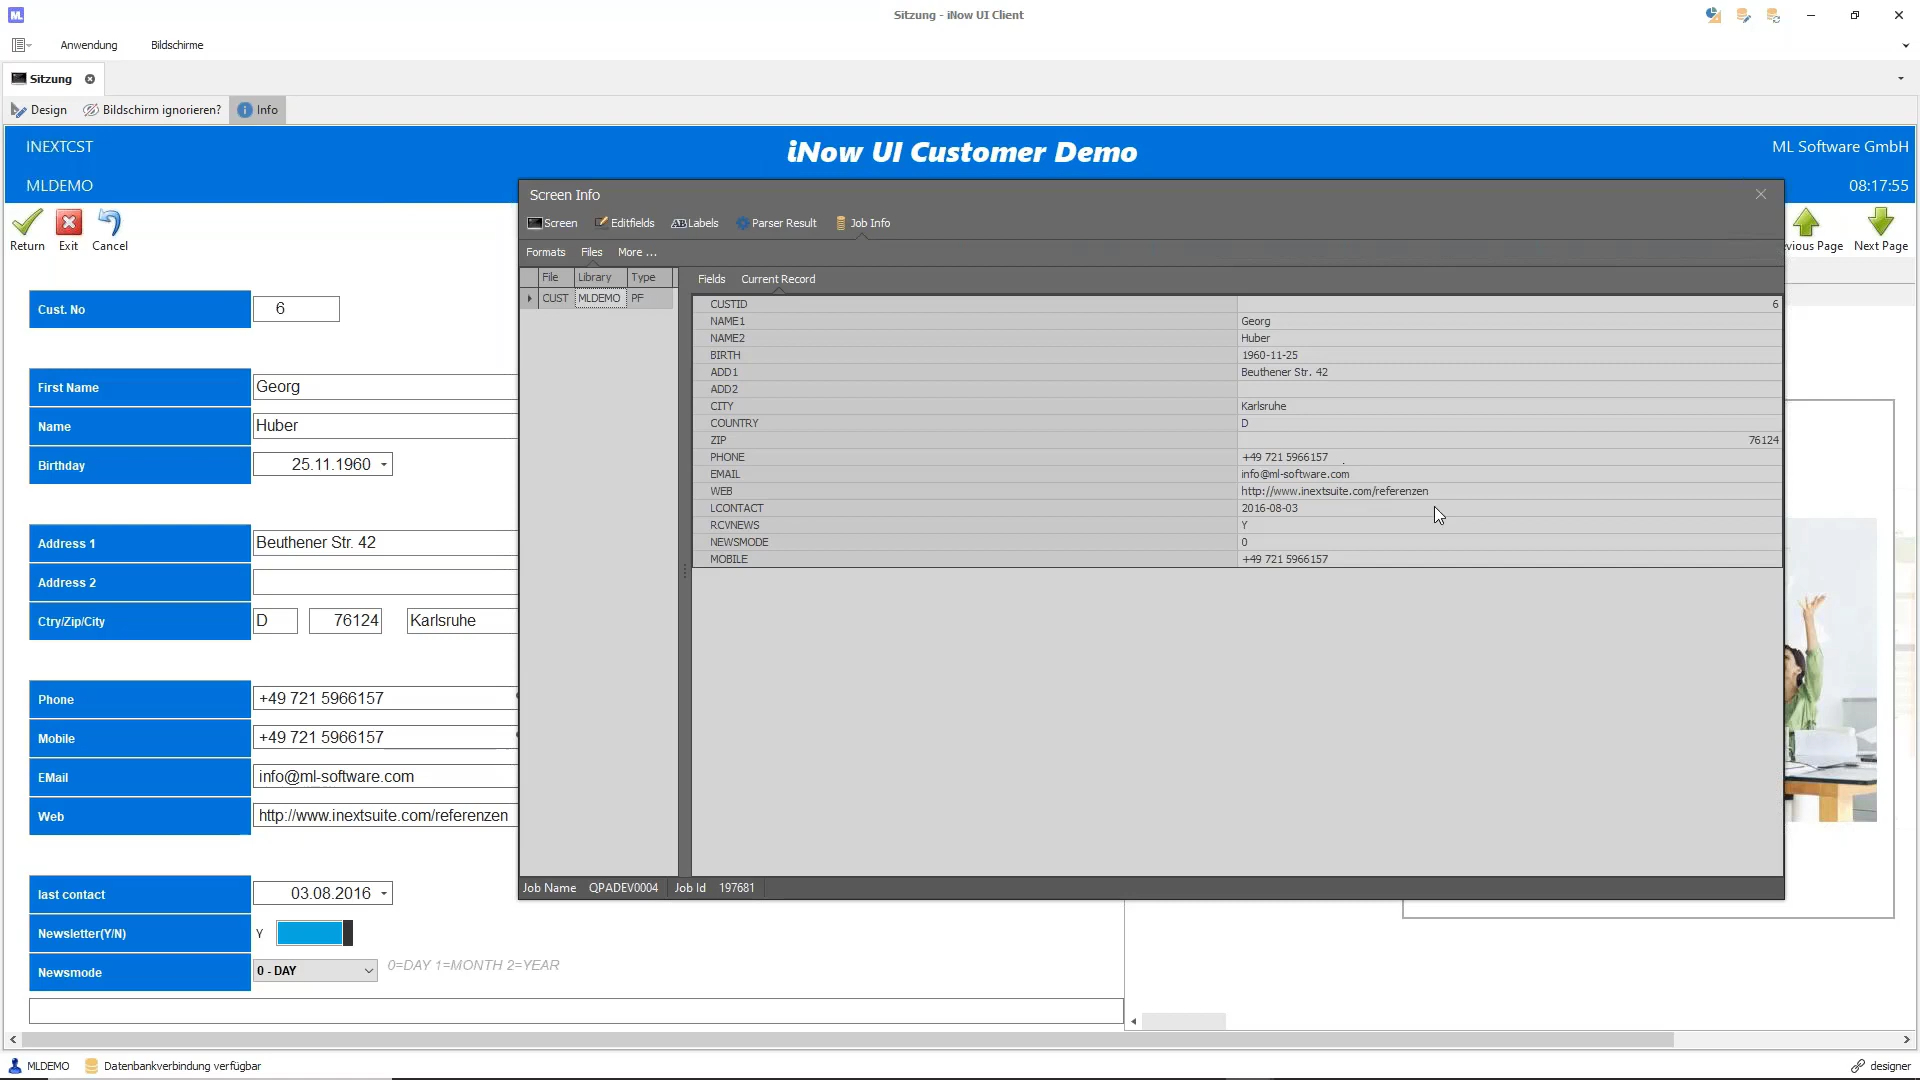 Sitzung - iNow UI Client
Anwendung
Bildschirme
Sitzung
Design
Bildschirm ignorieren?
Info
INEXTCST
iNow UI Customer Demo
ML Software GmbH
MLDEMO
08:17:55
Return
Exit
Cancel
Page
Next Page
Screen Info
Screen
Editfields
Labels
Parser Result
Job Info
Formats
Files
More ...
File
Library
Type
CUST
MLDEMO
PF
Fields
Current Record
CUSTID 6
NAME1 Georg
NAME2 Huber
BIRTH 1960-11-25
ADD1 Beuthener Str. 42
ADD2
CITY Karlsruhe
COUNTRY D
ZIP 76124
PHONE +49 721 5966157
EMAIL info@ml-software.com
WEB http://www.inextsuite.com/referenzen
LCONTACT 2016-08-03
RCVNEWS Y
NEWSMODE 0
MOBILE +49 721 5966157
Job Name QPADEV0004 Job Id 197681
Cust. No 6
First Name Georg
Name Huber
Birthday 25.11.1960
Address 1 Beuthener Str. 42
Address 2
Ctry/Zip/City D 76124 Karlsruhe
Phone +49 721 5966157
Mobile +49 721 5966157
EMail info@ml-software.com
Web http://www.inextsuite.com/referenzen
last contact 03.08.2016
Newsletter(Y/N) Y
Newsmode 0 - DAY 0=DAY 1=MONTH 2=YEAR
MLDEMO
Datenbankverbindung verfügbar
designer